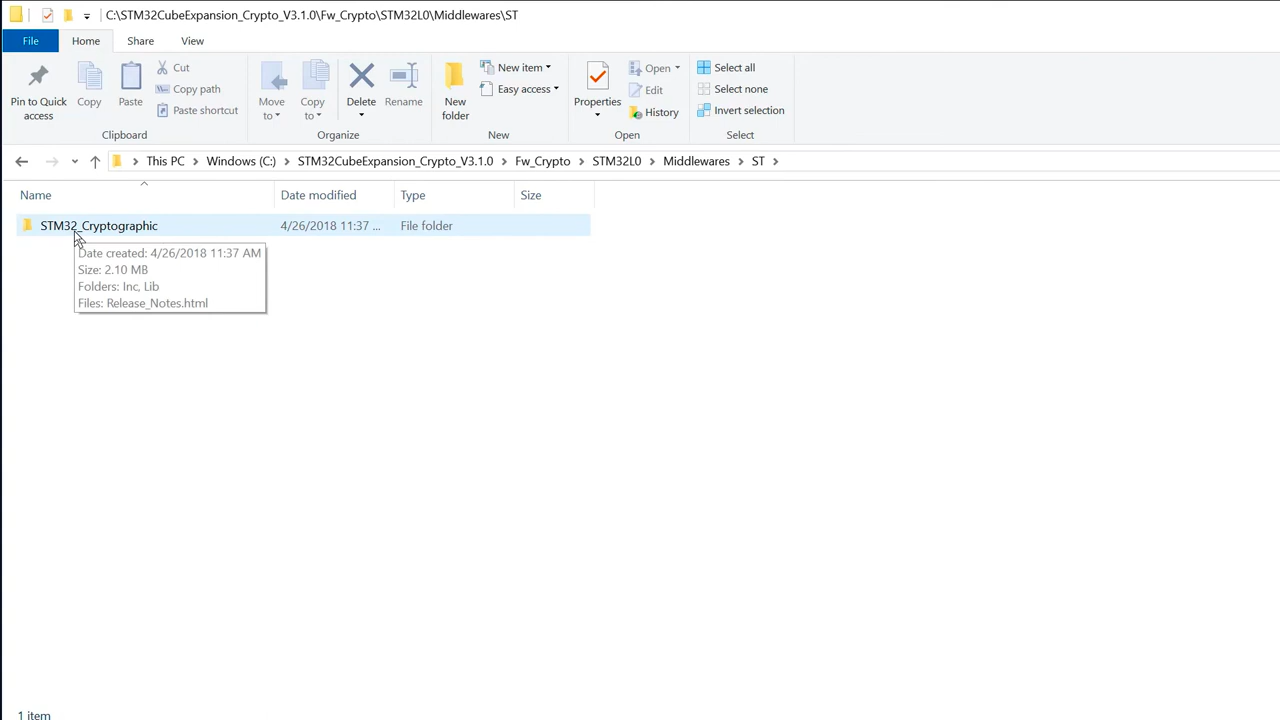 C:\STM32CubeExpansion_Crypto_V3.1.0\Fw_Crypto\STM32L0\Middlewares\ST
File Home Share View
Pin to Quick access
Copy
Paste
Cut
Copy path
Paste shortcut
Clipboard
Move to
Copy to
Delete
Rename
Organize
New folder
New item
Easy access
New
Properties
Open
Edit
History
Open
Select all
Select none
Invert selection
Select
This PC > Windows (C:) > STM32CubeExpansion_Crypto_V3.1.0 > Fw_Crypto > STM32L0 > Middlewares > ST >
Name Date modified Type Size
STM32_Cryptographic 4/26/2018 11:37 ... File folder
Date created: 4/26/2018 11:37 AM
Size: 2.10 MB
Folders: Inc, Lib
Files: Release_Notes.html
1 item